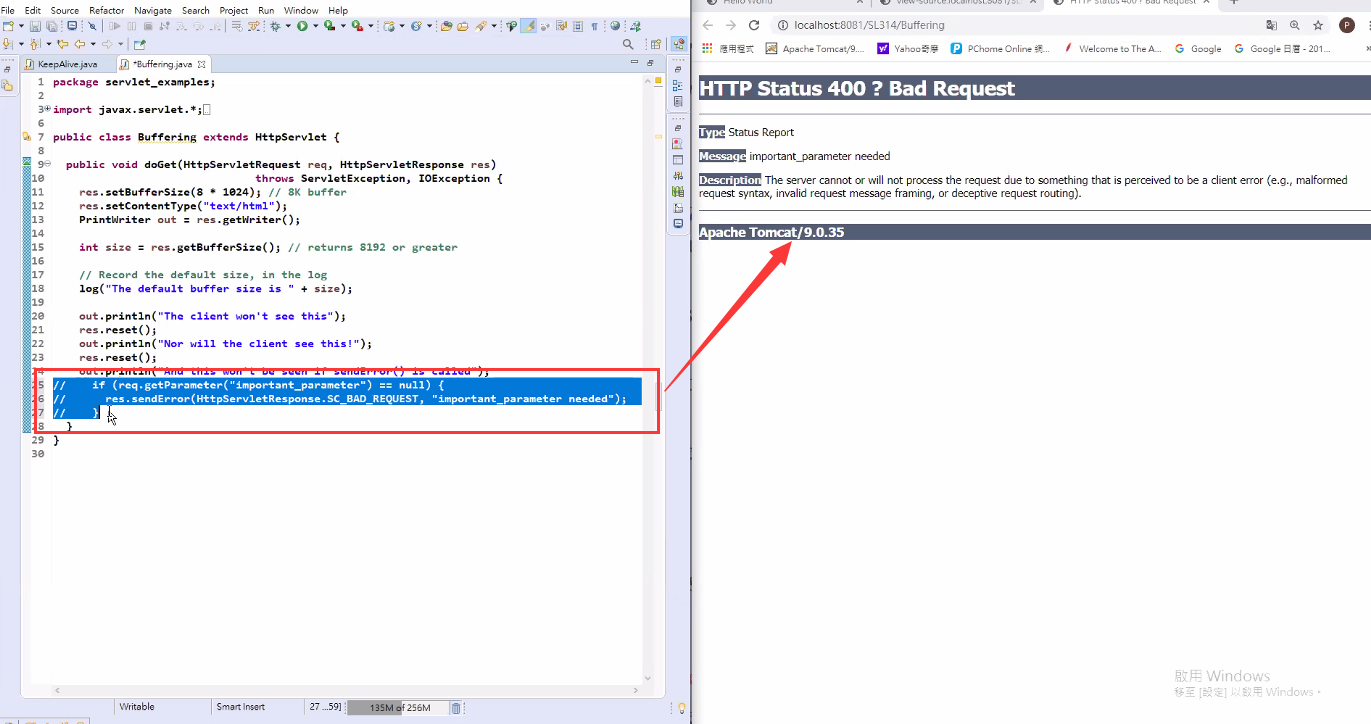 File Edit Source Refactor Navigate Search Project Run Window Help
KeepAlive.java *Buffering.java
1 package servlet_examples;
2
3 import javax.servlet.*;
6
7 public class Buffering extends HttpServlet {
8
9 public void doGet(HttpServletRequest req, HttpServletResponse res)
10 throws ServletException, IOException {
11 res.setBufferSize(8 * 1024); // 8K buffer
12 res.setContentType("text/html");
13 PrintWriter out = res.getWriter();
14
15 int size = res.getBufferSize(); // returns 8192 or greater
16
17 // Record the default size, in the log
18 log("The default buffer size is " + size);
19
20 out.println("The client won't see this");
21 res.reset();
22 out.println("Nor will the client see this!");
23 res.reset();
24 out.println("And this won't be seen if sendError() is called");
25 // if (req.getParameter("important_parameter") == null) {
26 // res.sendError(HttpServletResponse.SC_BAD_REQUEST, "important_parameter needed");
27 // }
28 }
29 }
30
Writable Smart Insert 27 ...59] 135M of 256M
Hello World view-source:localhost:8081/SL HTTP Status 400 ? Bad Request
localhost:8081/SL314/Buffering
P
應用程式 Apache Tomcat/9.... Yahoo奇摩 PChome Online 網... Welcome to The A... Google Google 日曆 - 201...
HTTP Status 400 ? Bad Request
Type Status Report
Message important_parameter needed
Description The server cannot or will not process the request due to something that is perceived to be a client error (e.g., malformed
request syntax, invalid request message framing, or deceptive request routing).
Apache Tomcat/9.0.35
啟用 Windows
移至 [設定] 以啟用 Windows。